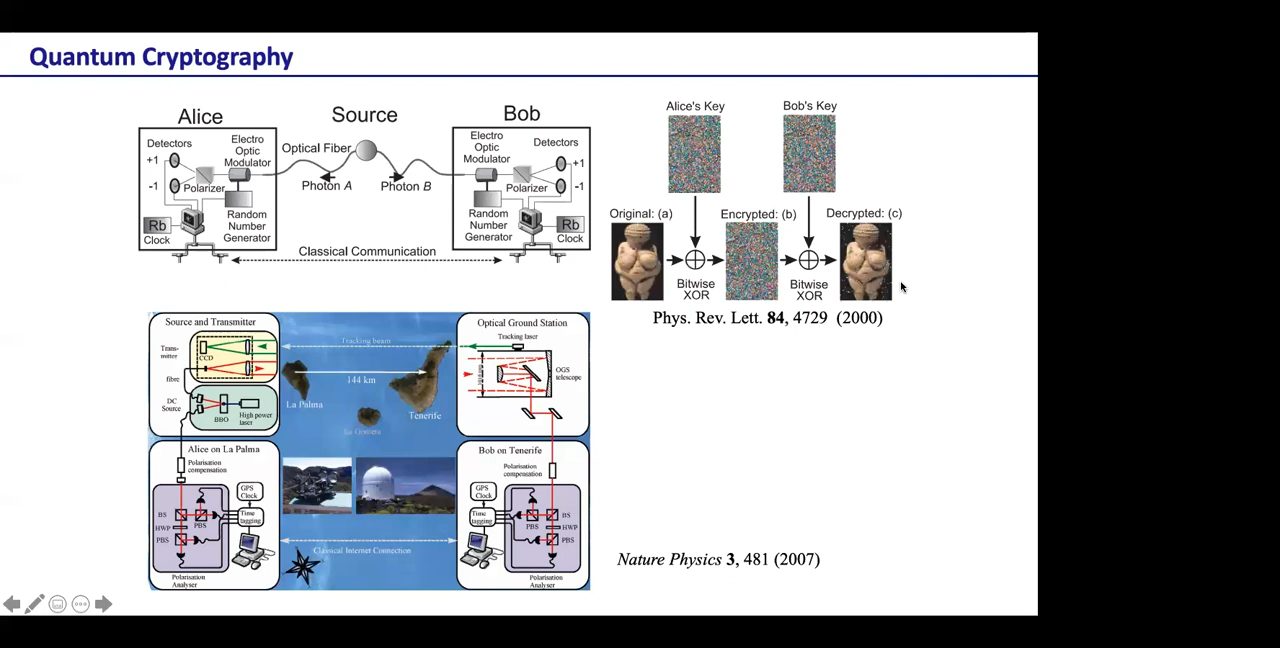 Quantum Cryptography
Alice
Source
Bob
Detectors
Electro
Optic
Modulator
+1
-1
Polarizer
Rb
Clock
Random
Number
Generator
Optical Fiber
Photon A
Photon B
Electro
Optic
Modulator
Detectors
+1
-1
Polarizer
Random
Number
Generator
Rb
Clock
Classical Communication
Alice's Key
Bob's Key
Original: (a)
Encrypted: (b)
Decrypted: (c)
Bitwise
XOR
Bitwise
XOR
Phys. Rev. Lett. 84, 4729 (2000)
Source and Transmitter
Trans-
mitter
CCD
fibre
DC
Source
BBO
High power
laser
Tracking beam
144 km
La Palma
Tenerife
La Gomera
Optical Ground Station
Tracking laser
OGS
telescope
Alice on La Palma
Polarisation
compensation
GPS
Clock
BS
PBS
HWP
PBS
Time
tagging
Polarisation
Analyser
Classical Internet Connection
Bob on Tenerife
Polarisation
compensation
GPS
Clock
Time
tagging
BS
PBS
HWP
PBS
Polarisation
Analyser
Nature Physics 3, 481 (2007)